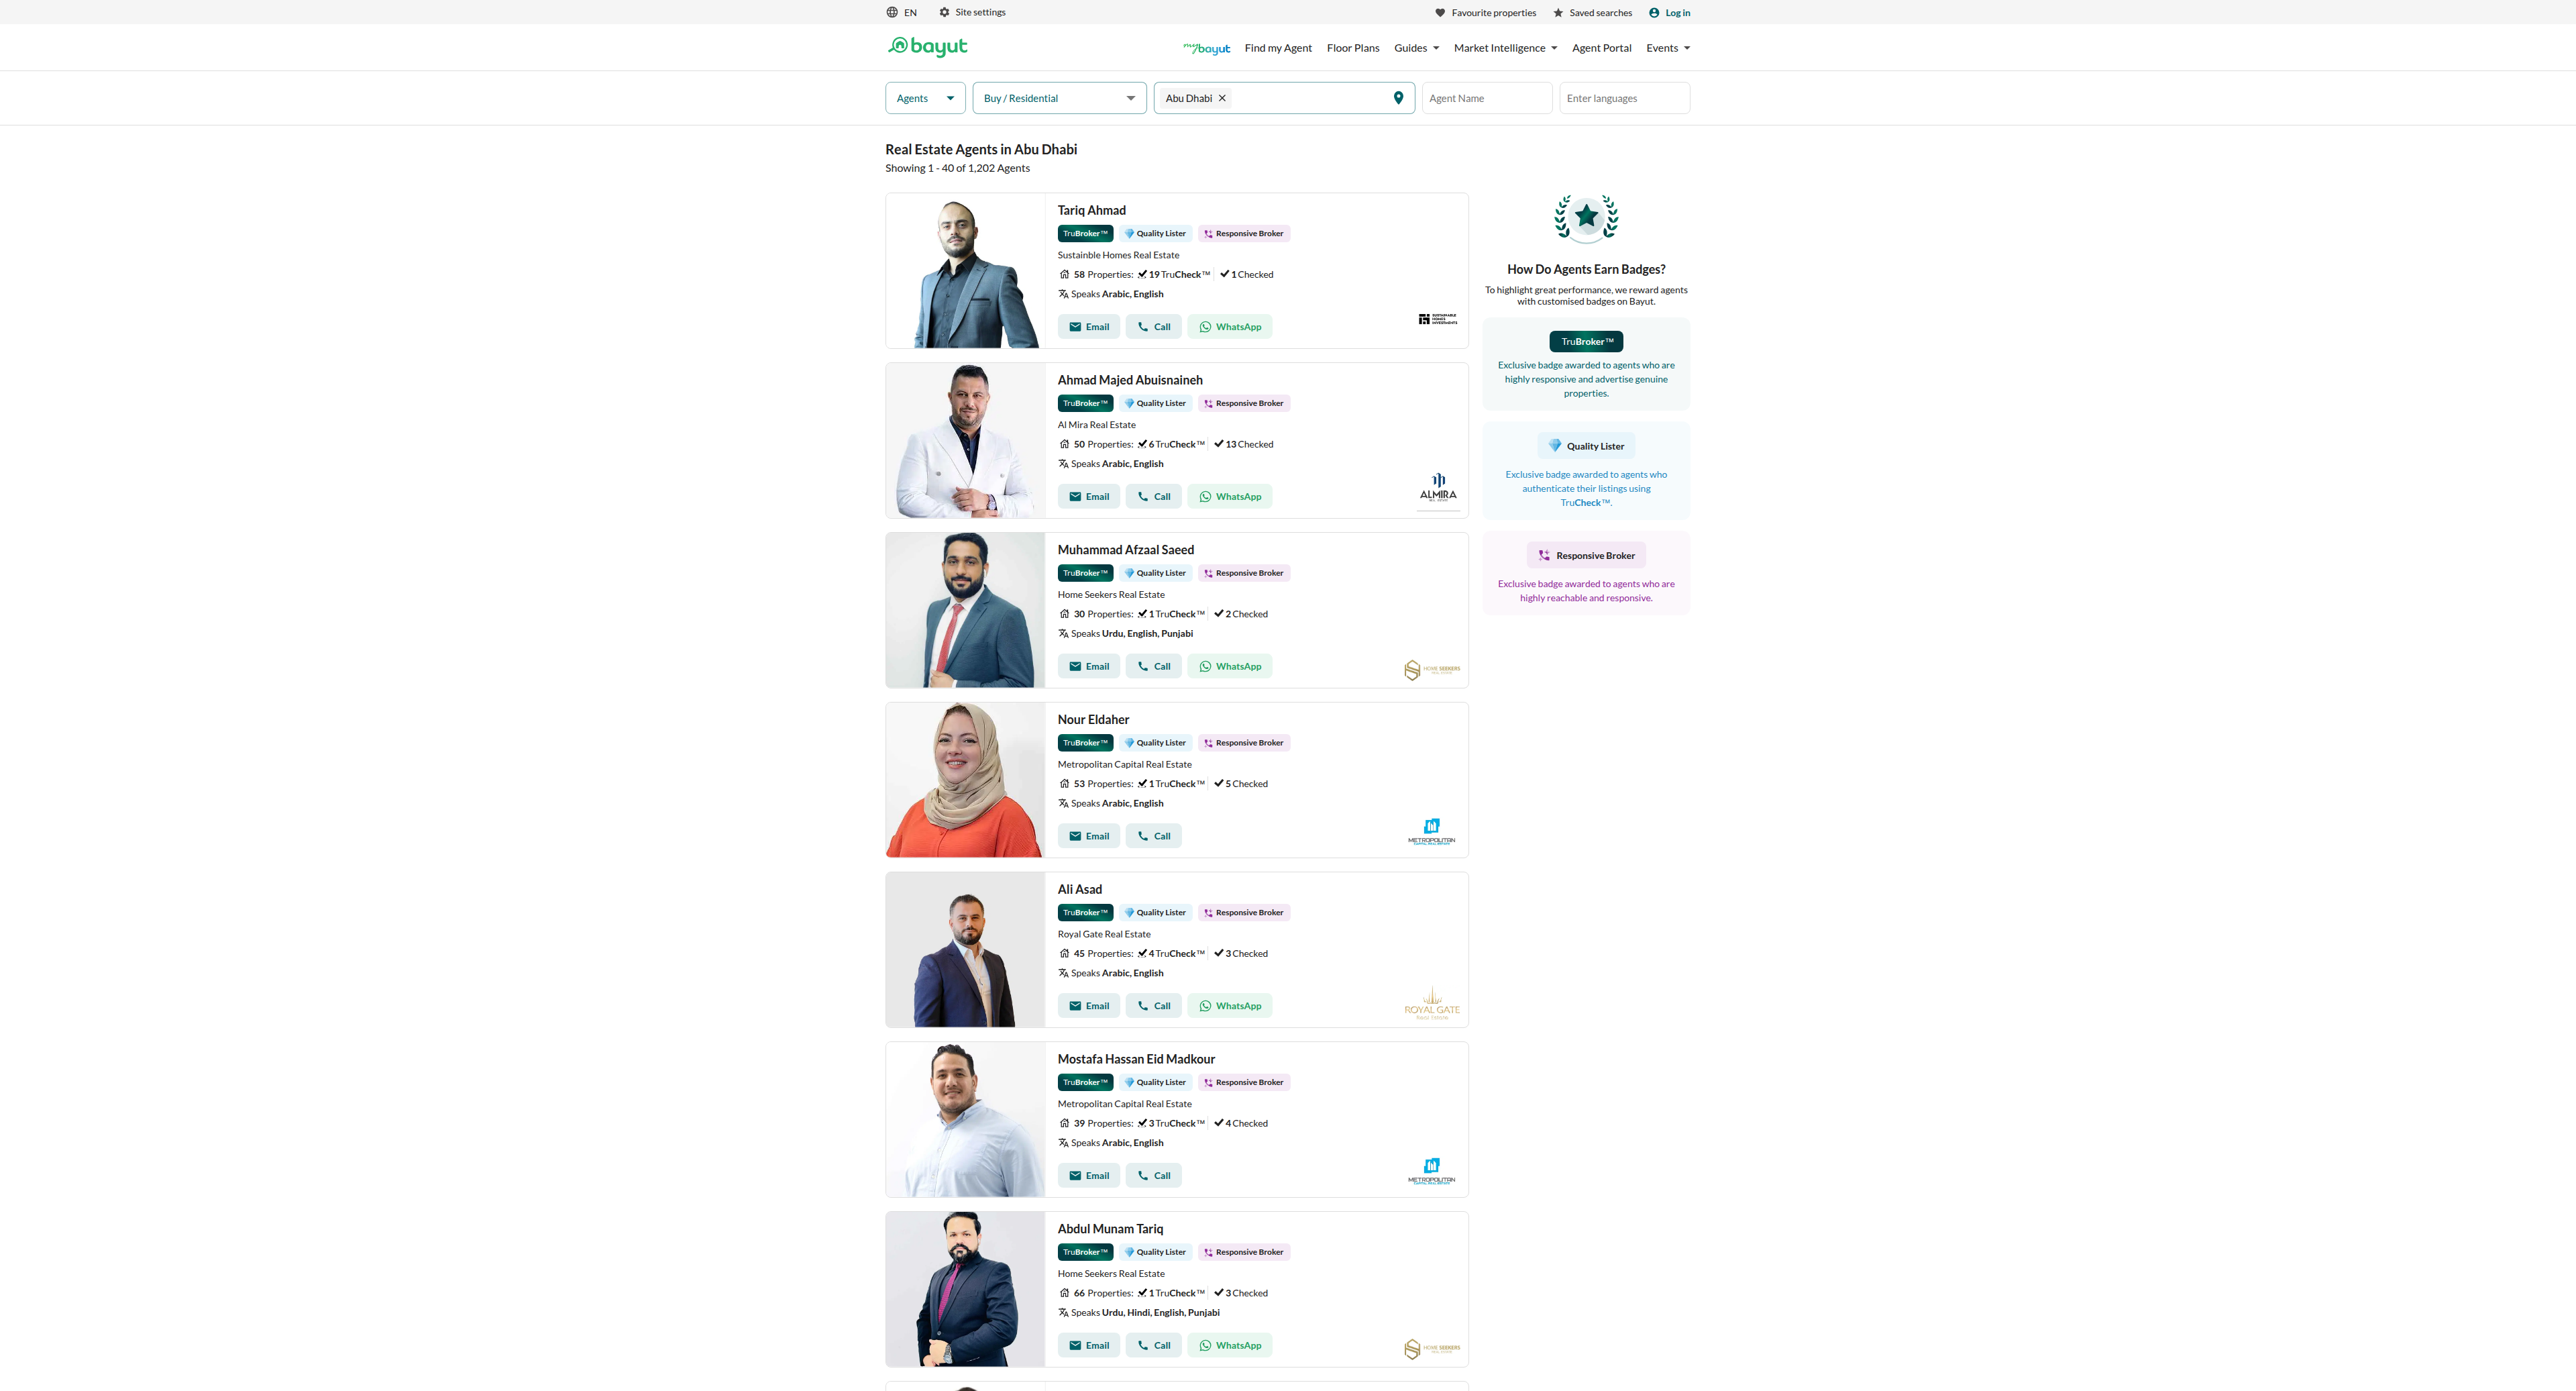 EN
Site settings
Favourite properties
Saved searches
Log in
bayut
mybayut
Find my Agent
Floor Plans
Guides
Market Intelligence
Agent Portal
Events
Agents
Buy / Residential
Abu Dhabi
Agent Name
Enter languages
Real Estate Agents in Abu Dhabi
Showing 1 - 40 of 1,202 Agents
Tariq Ahmad
TruBroker™ Quality Lister Responsive Broker
Sustainble Homes Real Estate
58 Properties: 19 TruCheck™ 1 Checked
Speaks Arabic, English
Email Call WhatsApp
SUSTAINABLE
HOMES
INVESTMENTS
Ahmad Majed Abuisnaineh
TruBroker™ Quality Lister Responsive Broker
Al Mira Real Estate
50 Properties: 6 TruCheck™ 13 Checked
Speaks Arabic, English
Email Call WhatsApp
ALMIRA
Muhammad Afzaal Saeed
TruBroker™ Quality Lister Responsive Broker
Home Seekers Real Estate
30 Properties: 1 TruCheck™ 2 Checked
Speaks Urdu, English, Punjabi
Email Call WhatsApp
HOME SEEKERS
Nour Eldaher
TruBroker™ Quality Lister Responsive Broker
Metropolitan Capital Real Estate
53 Properties: 1 TruCheck™ 5 Checked
Speaks Arabic, English
Email Call
METROPOLITAN
CAPITAL REAL ESTATE
Ali Asad
TruBroker™ Quality Lister Responsive Broker
Royal Gate Real Estate
45 Properties: 4 TruCheck™ 3 Checked
Speaks Arabic, English
Email Call WhatsApp
ROYAL GATE
Mostafa Hassan Eid Madkour
TruBroker™ Quality Lister Responsive Broker
Metropolitan Capital Real Estate
39 Properties: 3 TruCheck™ 4 Checked
Speaks Arabic, English
Email Call
METROPOLITAN
CAPITAL REAL ESTATE
Abdul Munam Tariq
TruBroker™ Quality Lister Responsive Broker
Home Seekers Real Estate
66 Properties: 1 TruCheck™ 3 Checked
Speaks Urdu, Hindi, English, Punjabi
Email Call WhatsApp
HOME SEEKERS
How Do Agents Earn Badges?
To highlight great performance, we reward agents
with customised badges on Bayut.
TruBroker™
Exclusive badge awarded to agents who are
highly responsive and advertise genuine
properties.
Quality Lister
Exclusive badge awarded to agents who
authenticate their listings using
TruCheck™.
Responsive Broker
Exclusive badge awarded to agents who are
highly reachable and responsive.